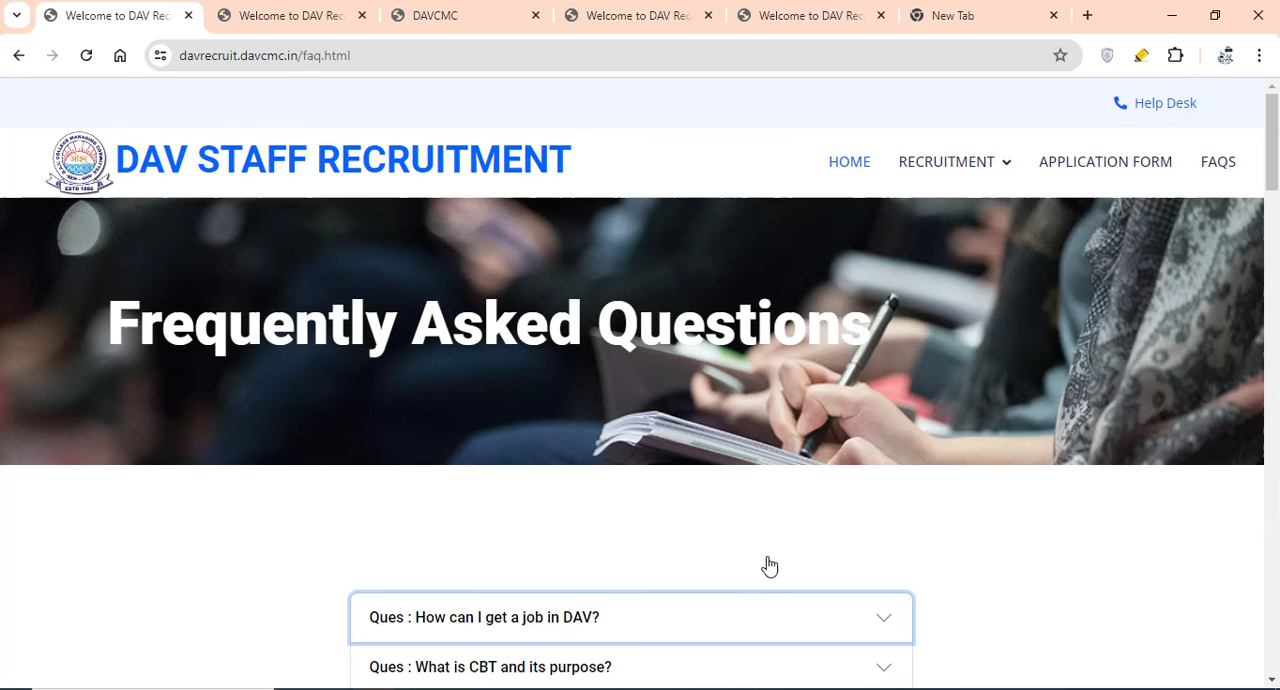 Welcome to DAV Rec
Welcome to DAV Rec
DAVCMC
Welcome to DAV Rec
Welcome to DAV Rec
New Tab
davrecruit.davcmc.in/faq.html
Help Desk
DAV STAFF RECRUITMENT
HOME
RECRUITMENT
APPLICATION FORM
FAQS
Frequently Asked Questions
Ques : How can I get a job in DAV?
Ques : What is CBT and its purpose?